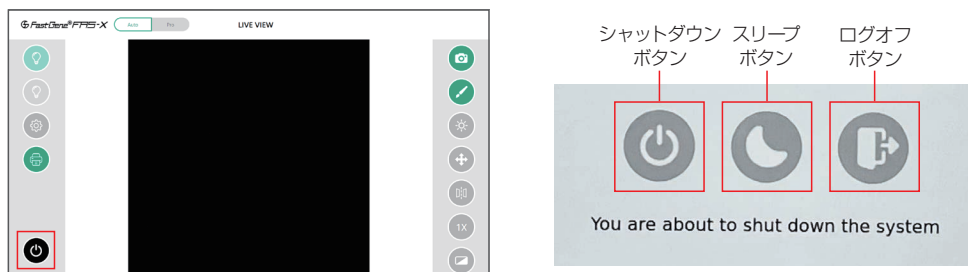 FastGene® FAS-X
Auto
Pro
LIVE VIEW
1X
シャットダウン
ボタン
スリープ
ボタン
ログオフ
ボタン
You are about to shut down the system